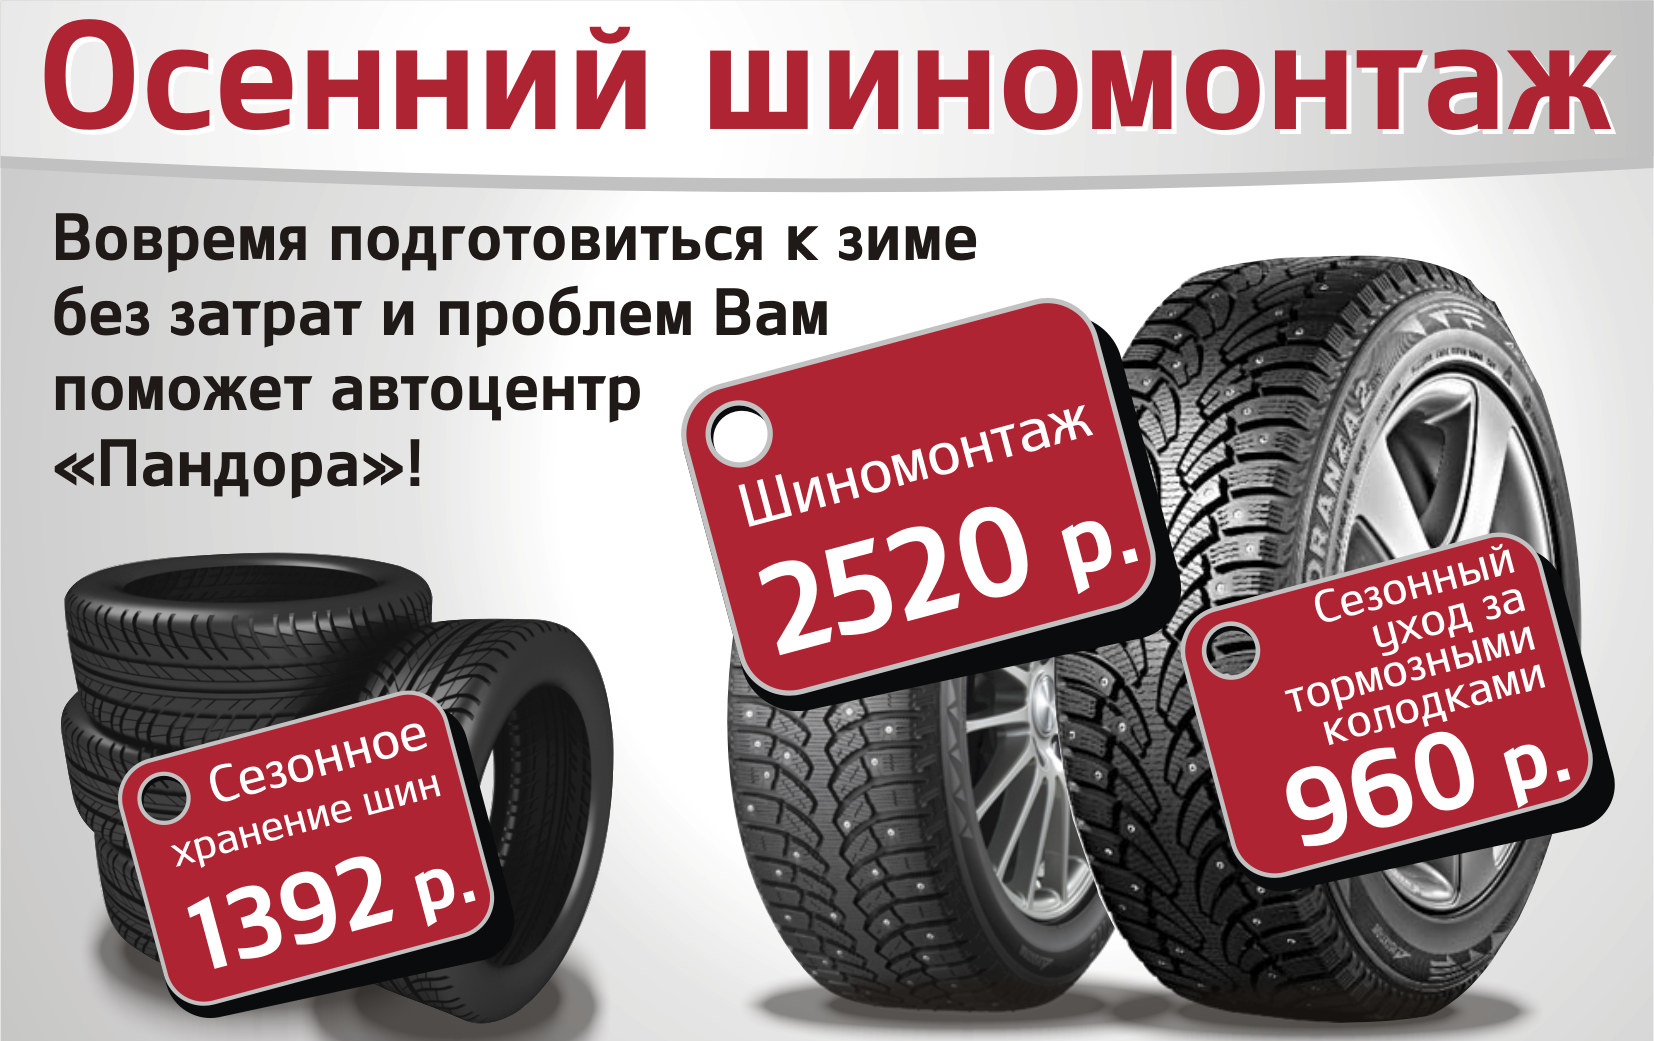 Осенний шиномонтаж
Вовремя подготовиться к зиме
без затрат и проблем Вам
поможет автоцентр
«Пандора»!
Шиномонтаж
2520 р.
Сезонный
уход за
тормозными
колодками
960 р.
Сезонное
хранение шин
1392 р.